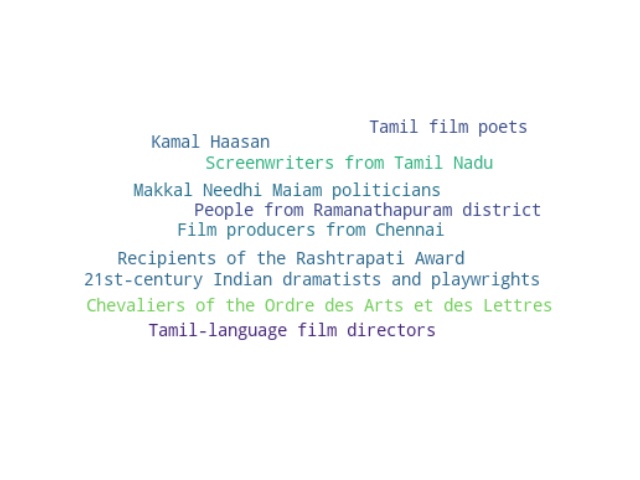 Tamil film poets
Kamal Haasan
Screenwriters from Tamil Nadu
Makkal Needhi Maiam politicians
People from Ramanathapuram district
Film producers from Chennai
Recipients of the Rashtrapati Award
21st-century Indian dramatists and playwrights
Chevaliers of the Ordre des Arts et des Lettres
Tamil-language film directors